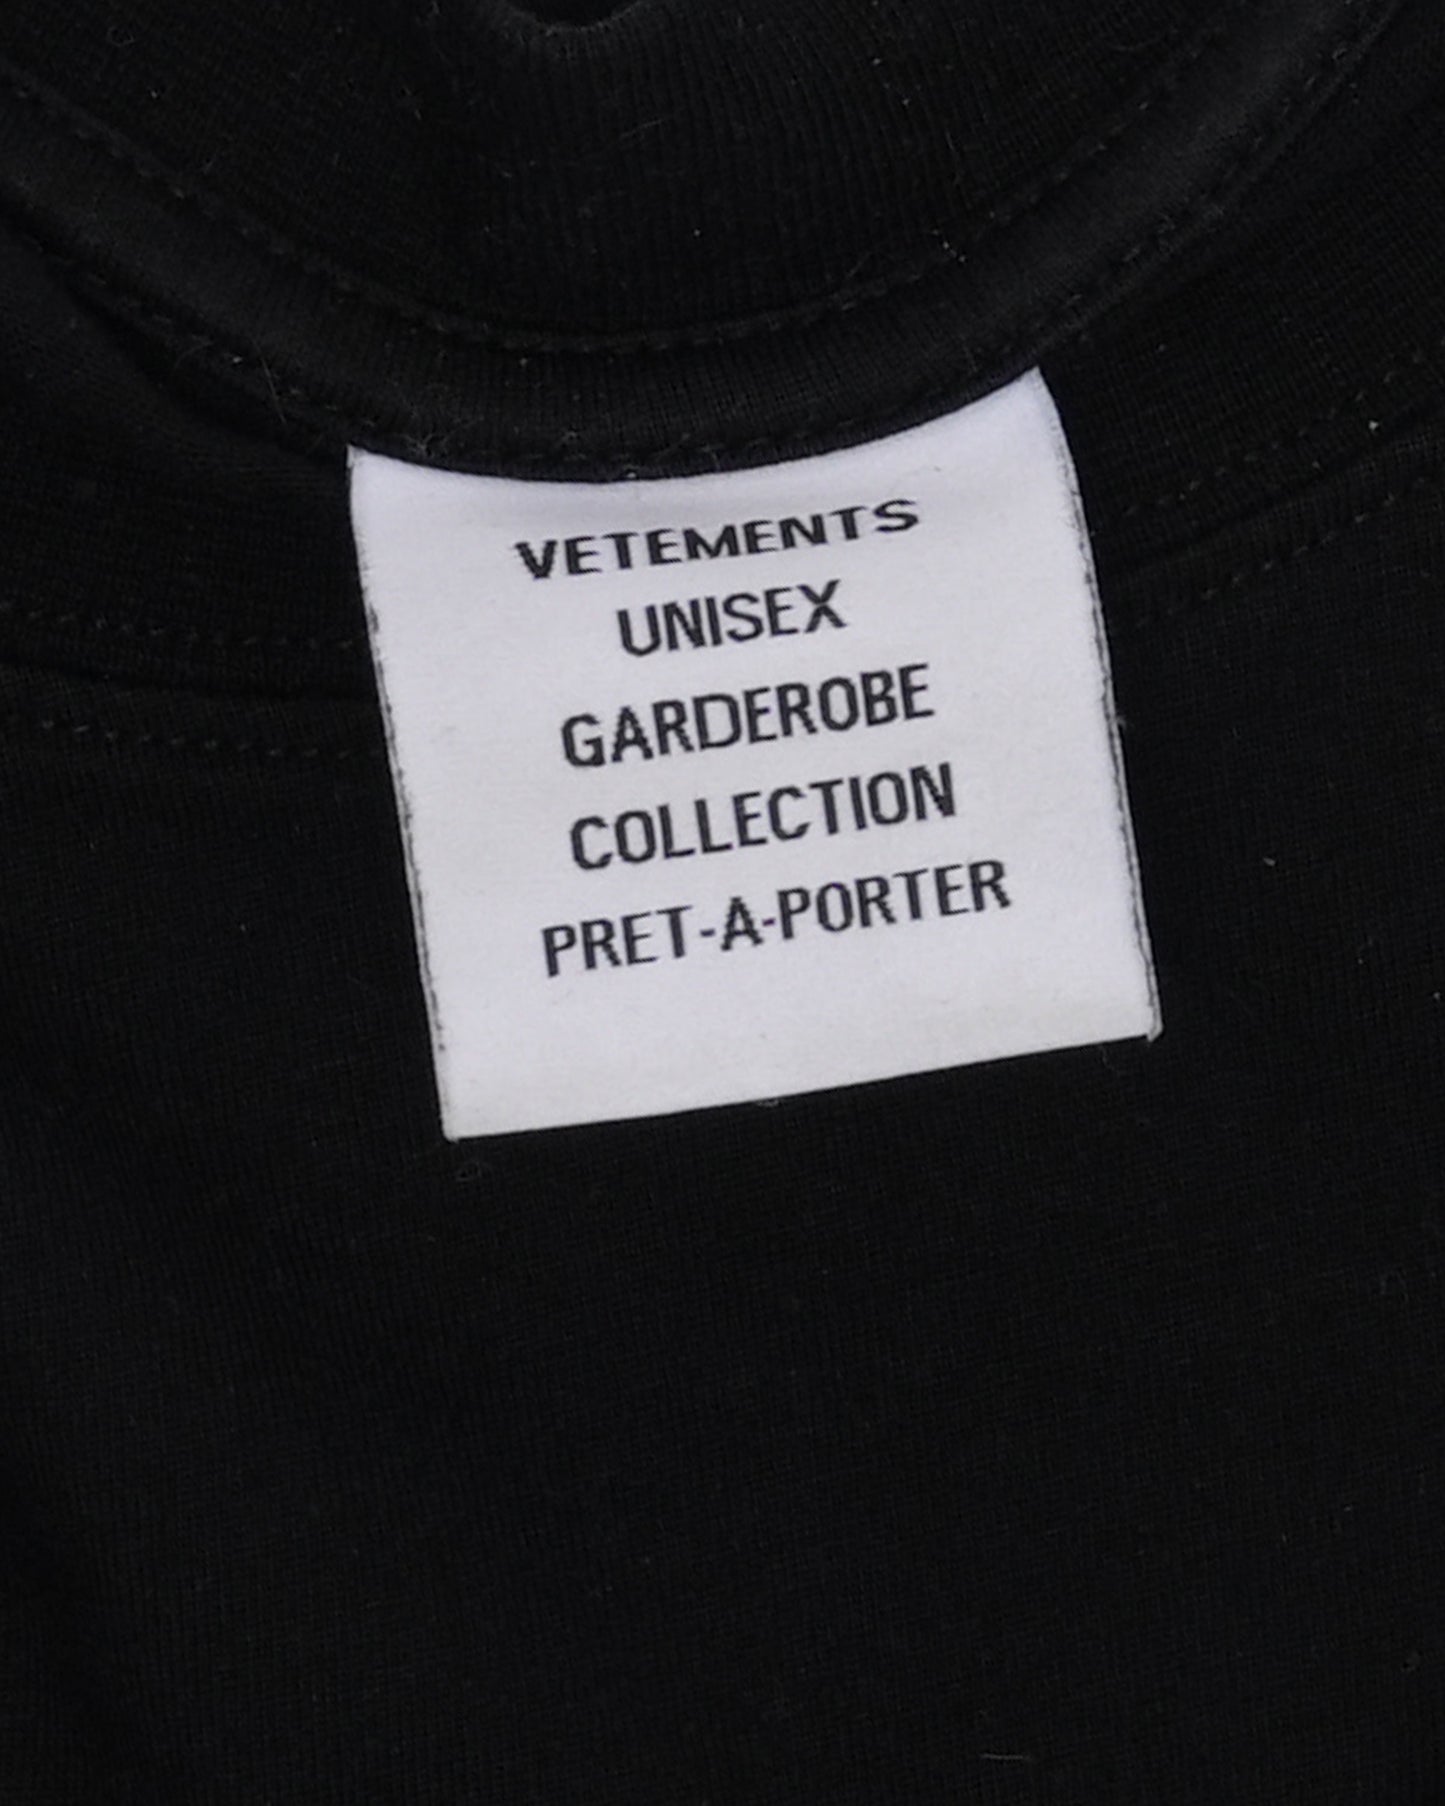 VETEMENTS
UNISEX
GARDEROBE
COLLECTION
PRET-A-PORTER